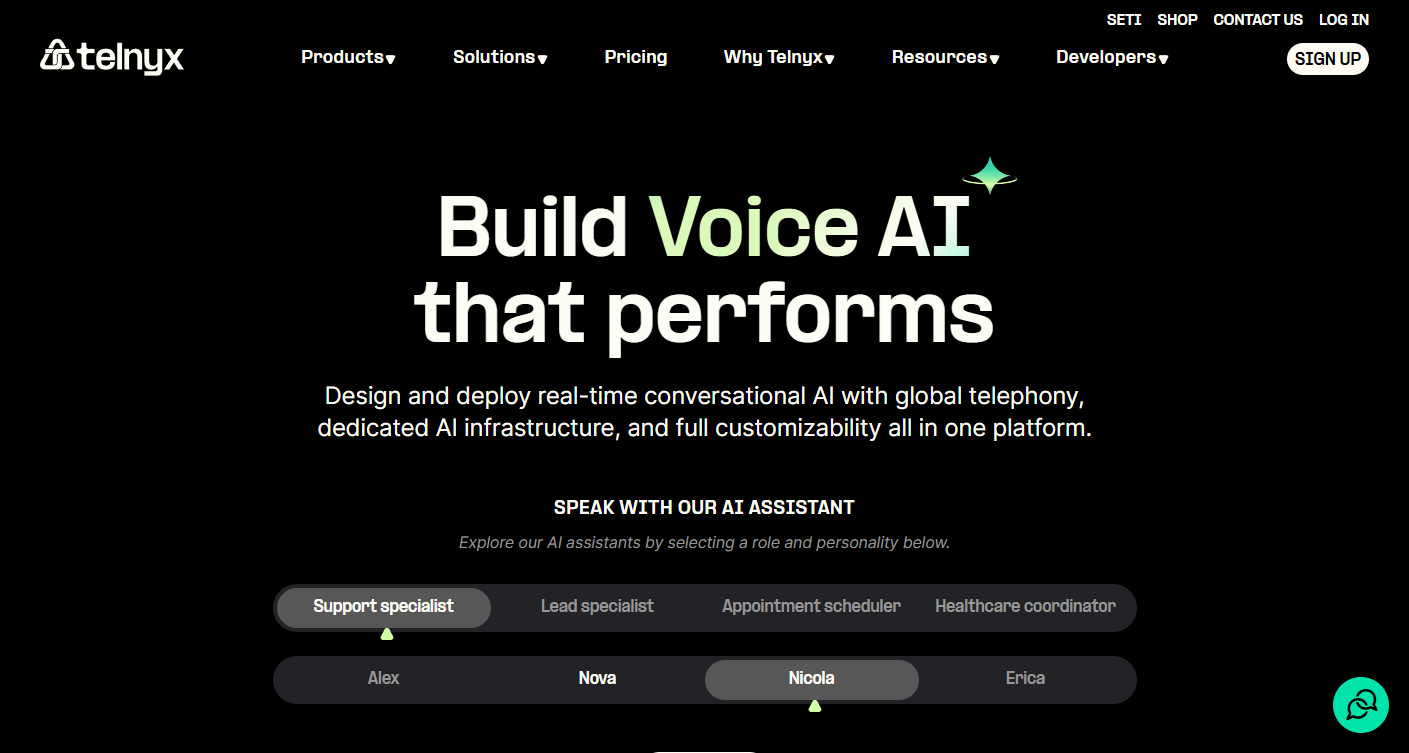 SETI SHOP CONTACT US LOG IN
telnyx Products Solutions Pricing Why Telnyx Resources Developers SIGN UP
Build Voice AI
that performs
Design and deploy real-time conversational AI with global telephony,
dedicated AI infrastructure, and full customizability all in one platform.
SPEAK WITH OUR AI ASSISTANT
Explore our AI assistants by selecting a role and personality below.
Support specialist Lead specialist Appointment scheduler Healthcare coordinator
Alex Nova Nicola Erica